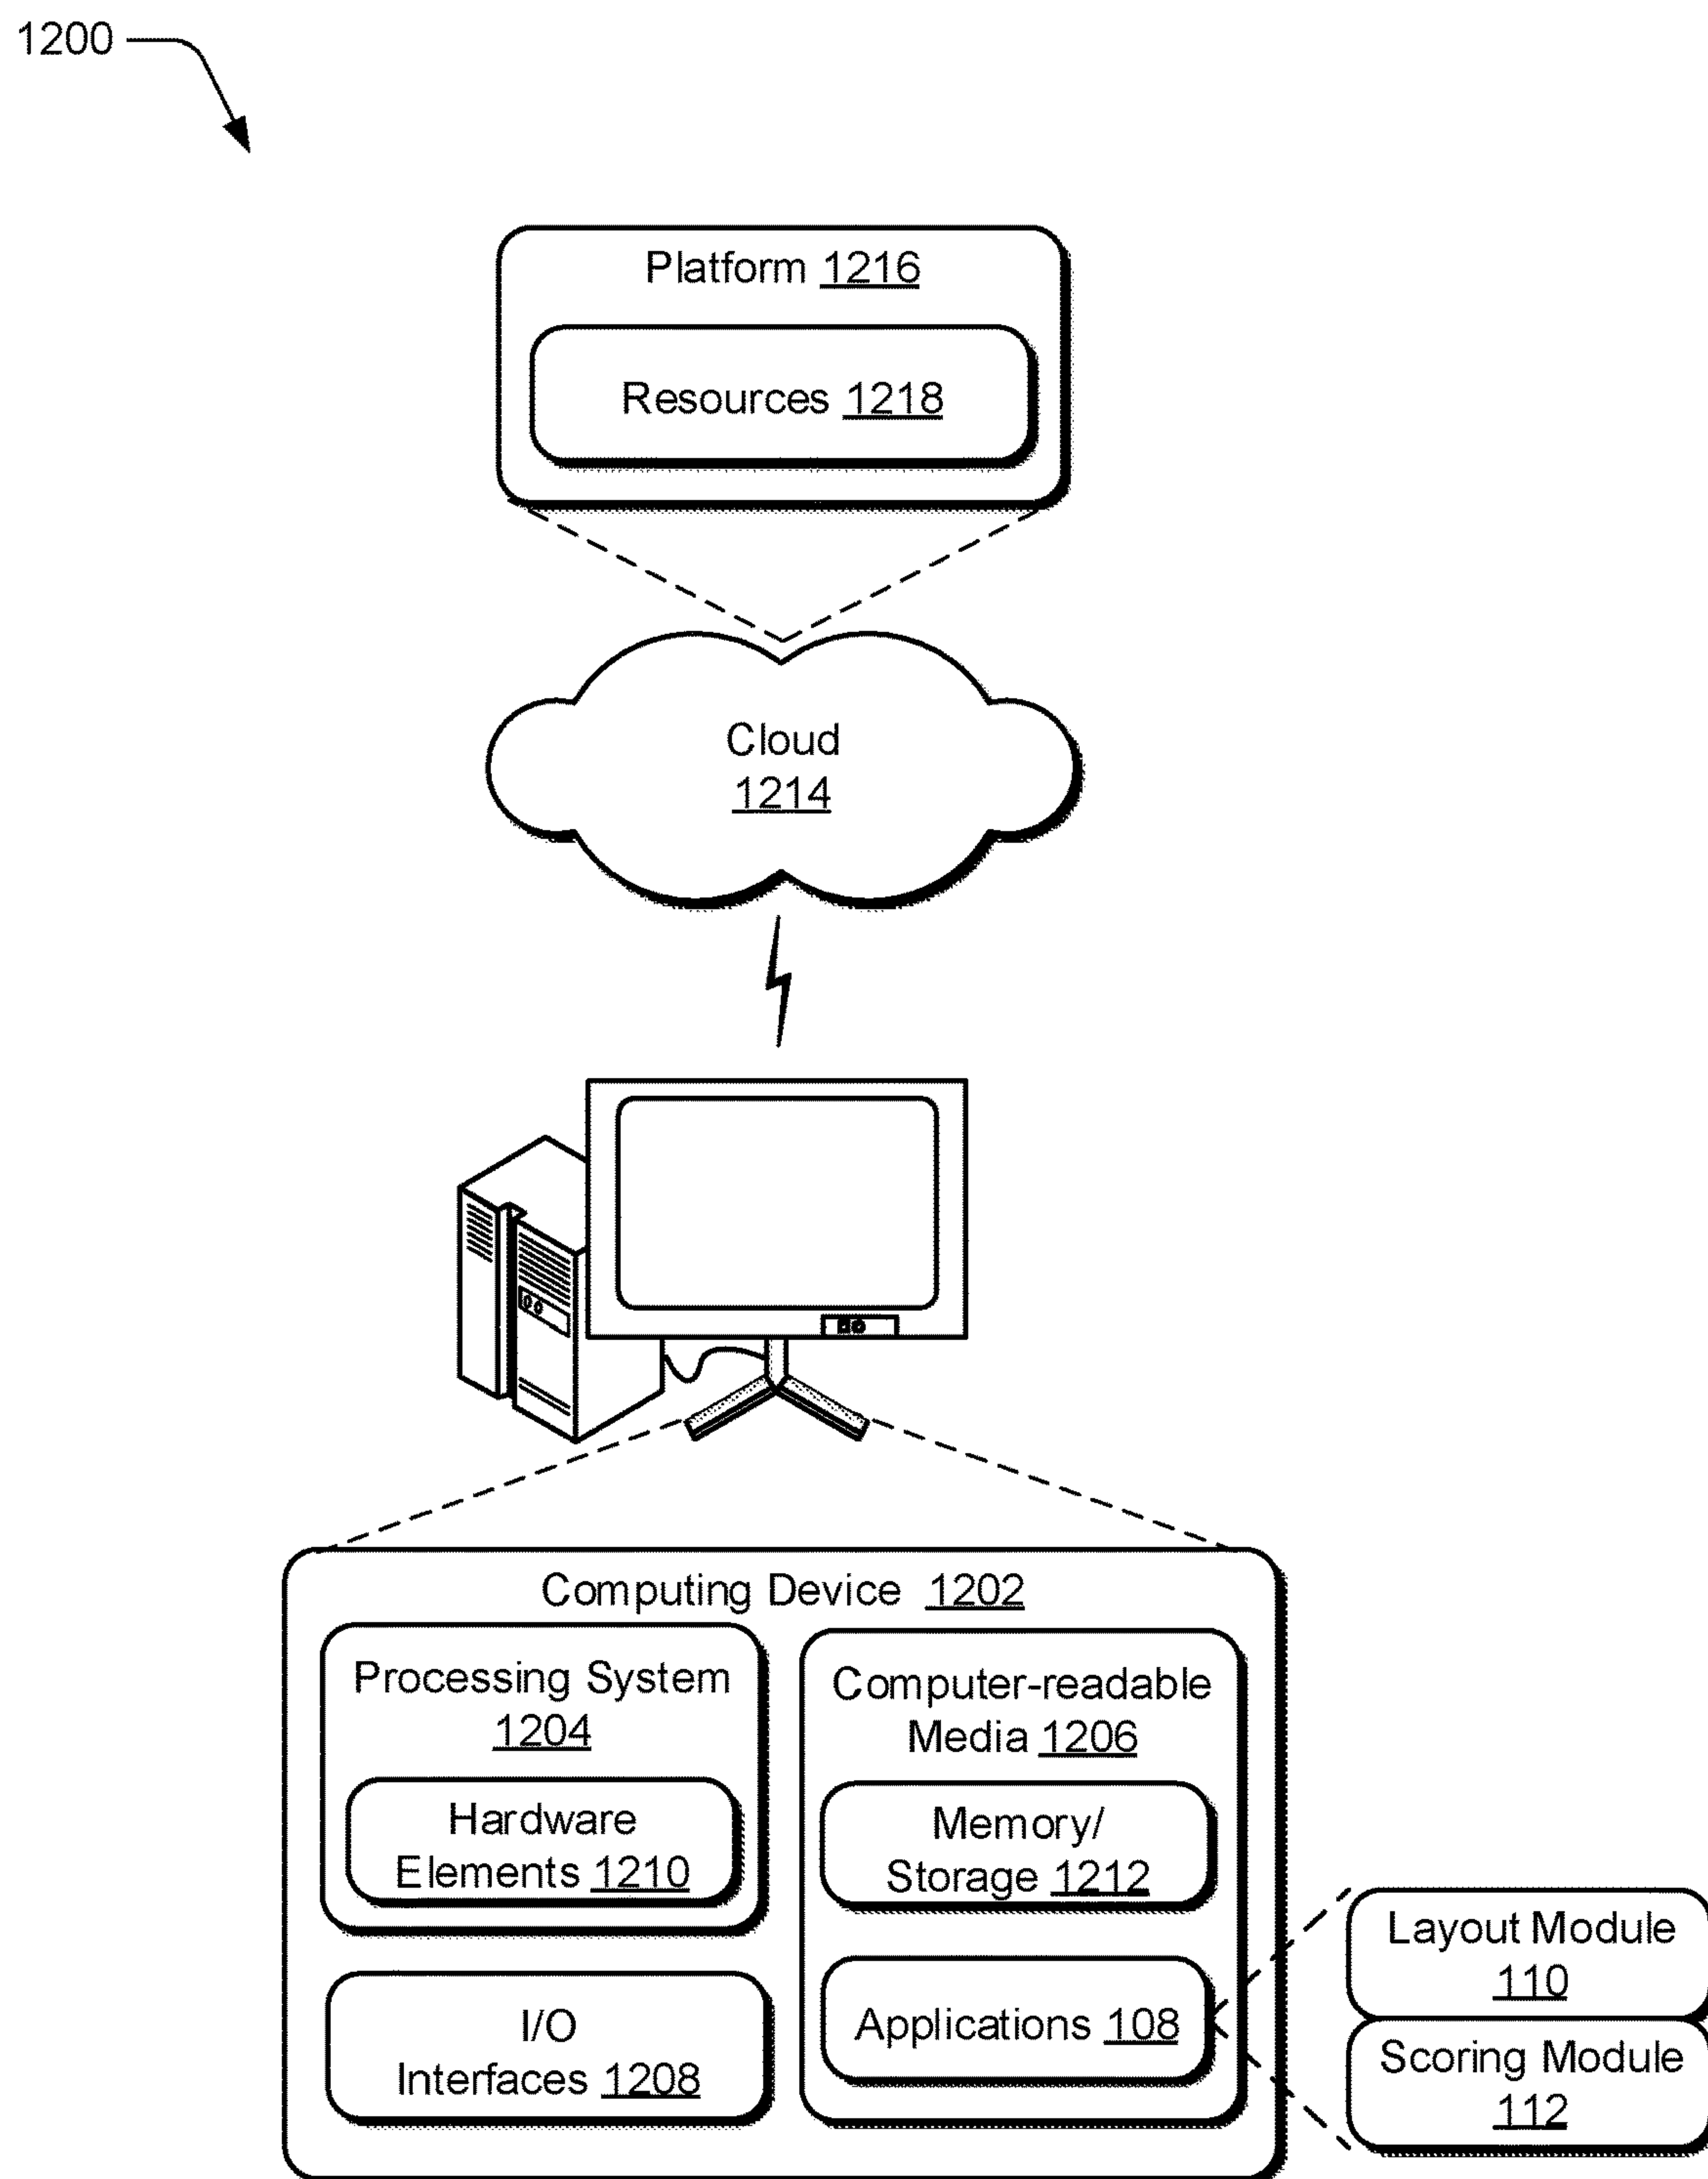 1200
Platform 1216
Resources 1218
Cloud
1214
Computing Device 1202
Processing System
1204
Hardware
Elements 1210
I/O
Interfaces 1208
Computer-readable
Media 1206
Memory/
Storage 1212
Applications 108
Layout Module
110
Scoring Module
112